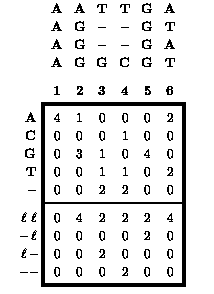 A A T T G A
A G – – G T
A G – – G A
A G G C G T
1 2 3 4 5 6
A 4 1 0 0 0 2
C 0 0 0 1 0 0
G 0 3 1 0 4 0
T 0 0 1 1 0 2
– 0 0 2 2 0 0
ℓ ℓ 0 4 2 2 2 4
– ℓ 0 0 0 0 2 0
ℓ – 0 0 2 0 0 0
– – 0 0 0 2 0 0